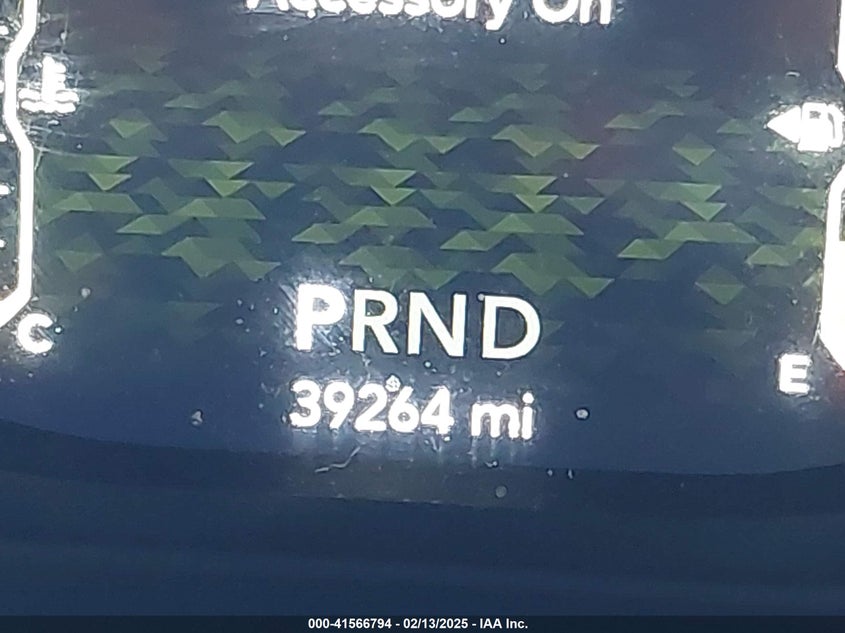 Accessory On
C
PRND
E
39264 mi
000-41566794 - 02/13/2025 - IAA Inc.